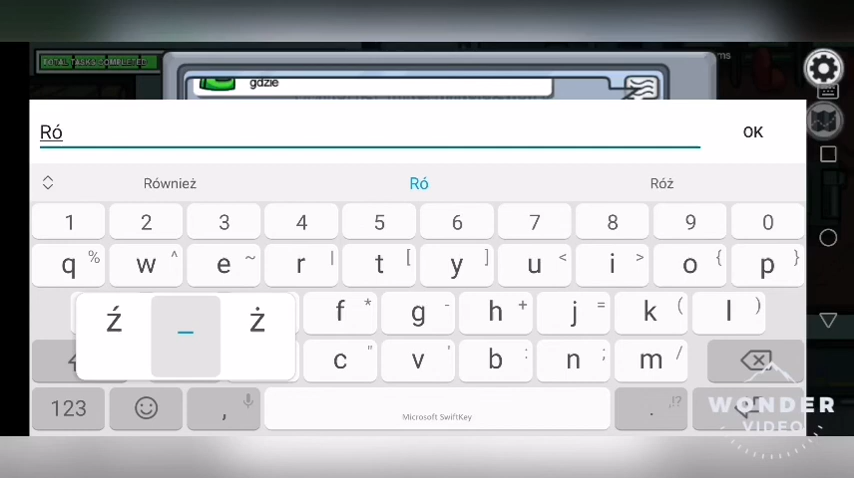 TOTAL TASKS COMPLETED
ms
gdzie
Ró
OK
Również Ró Róż
1 2 3 4 5 6 7 8 9 0
q % w ^ e ~ r | t [ y ] u < i > o { p }
ź _ ż f * g - h + j = k ( l )
c " v ' b : n ; m /
123 , Microsoft SwiftKey . !?
WONDER
VIDEO